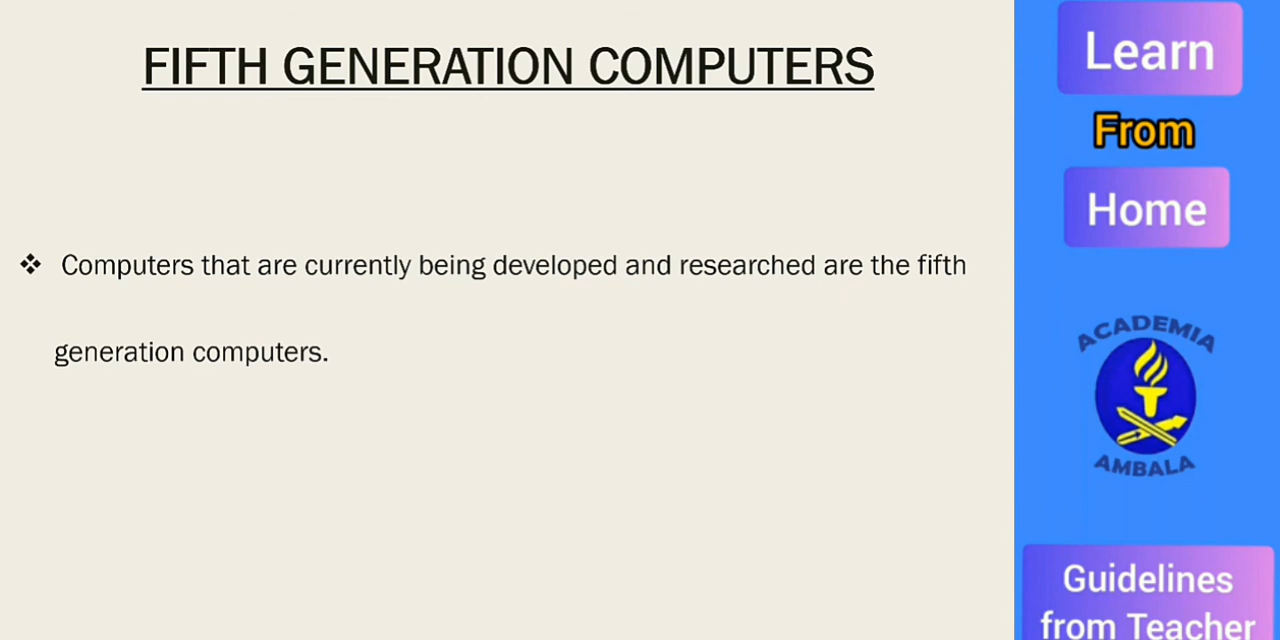 FIFTH GENERATION COMPUTERS
❖ Computers that are currently being developed and researched are the fifth
generation computers.
Learn
From
Home
ACADEMIA
AMBALA
Guidelines
from Teacher